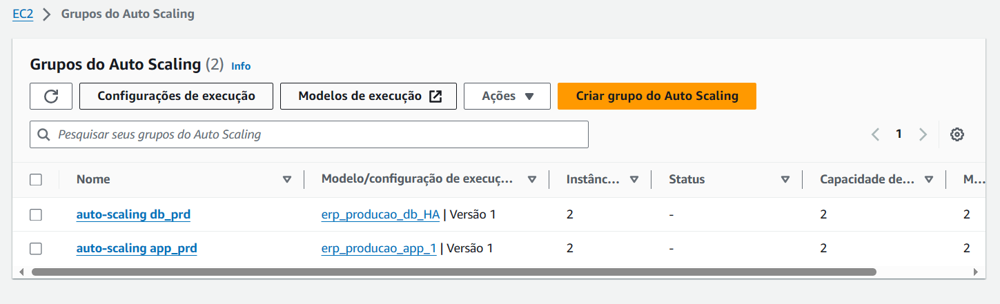 EC2 > Grupos do Auto Scaling
Grupos do Auto Scaling (2) Info
Configurações de execução Modelos de execução Ações Criar grupo do Auto Scaling
Pesquisar seus grupos do Auto Scaling 1
Nome Modelo/configuração de execuç... Instânc... Status Capacidade de... M...
auto-scaling db_prd erp_producao_db_HA | Versão 1 2 - 2 2
auto-scaling app_prd erp_producao_app_1 | Versão 1 2 - 2 2